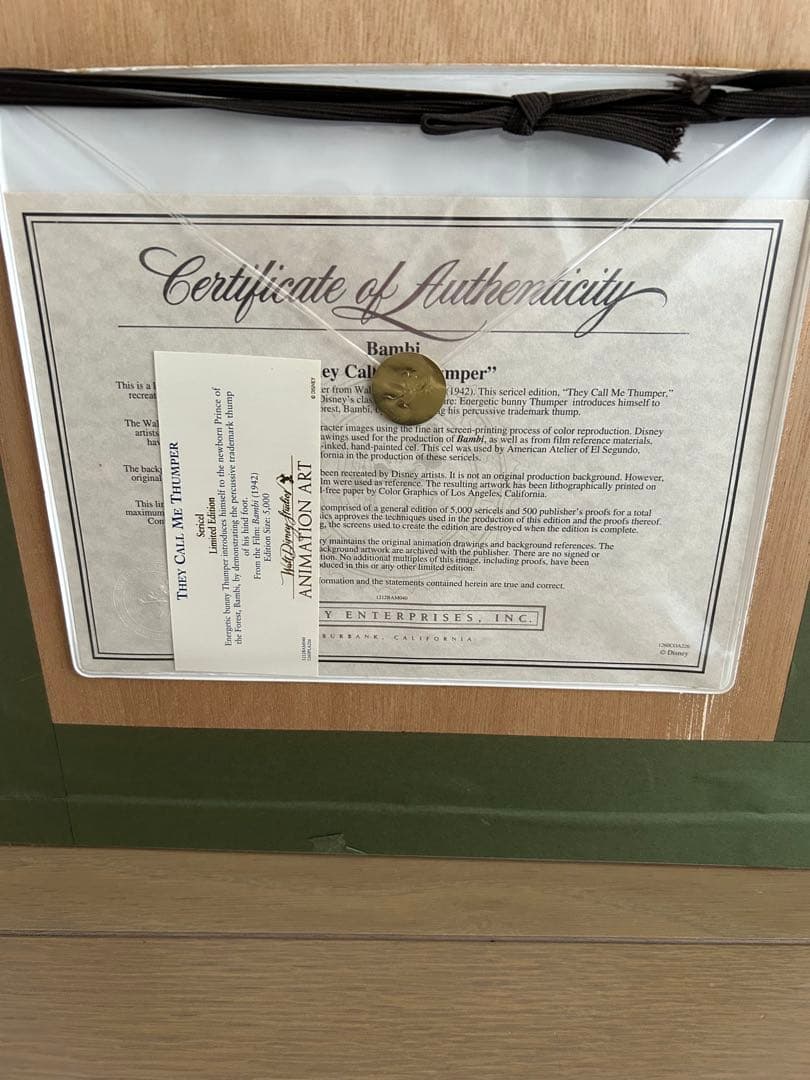 Certificate of Authenticity
Bambi
ey Cal mper"
This is a er from Wal (1942). This sericel edition, "They Call Me Thumper,"
recreat Disney's clas re: Energetic bunny Thumper introduces himself to
orest, Bambi, g his percussive trademark thump.
The Wal racter images using the fine art screen-printing process of color reproduction. Disney
artists awings used for the production of Bambi, as well as from film reference materials.
hav -inked, hand-painted cel. This cel was used by American Atelier of El Segundo,
fornia in the production of these sericels.
The back been recreated by Disney artists. It is not an original production background. However,
original lm were used as reference. The resulting artwork has been lithographically printed on
-free paper by Color Graphics of Los Angeles, California.
This lin comprised of a general edition of 5,000 sericels and 500 publisher's proofs for a total
maximum ics approves the techniques used in the production of this edition and the proofs thereof.
Con g, the screens used to create the edition are destroyed when the edition is complete.
ry maintains the original animation drawings and background references. The
ackground artwork are archived with the publisher. There are no signed or
tion. No additional multiples of this image, including proofs, have been
duced in this or any other limited edition.
ormation and the statements contained herein are true and correct.
1212BAM040
Y ENTERPRISES, INC.
BURBANK, CALIFORNIA
© Disney
THEY CALL ME THUMPER
Sericel
Limited Edition
Energetic bunny Thumper introduces himself to the newborn Prince of
the Forest, Bambi, by demonstrating the percussive trademark thump
of his hind foot.
From the Film: Bambi (1942)
Edition Size: 5,000
Walt Disney Studios
ANIMATION ART
© DISNEY